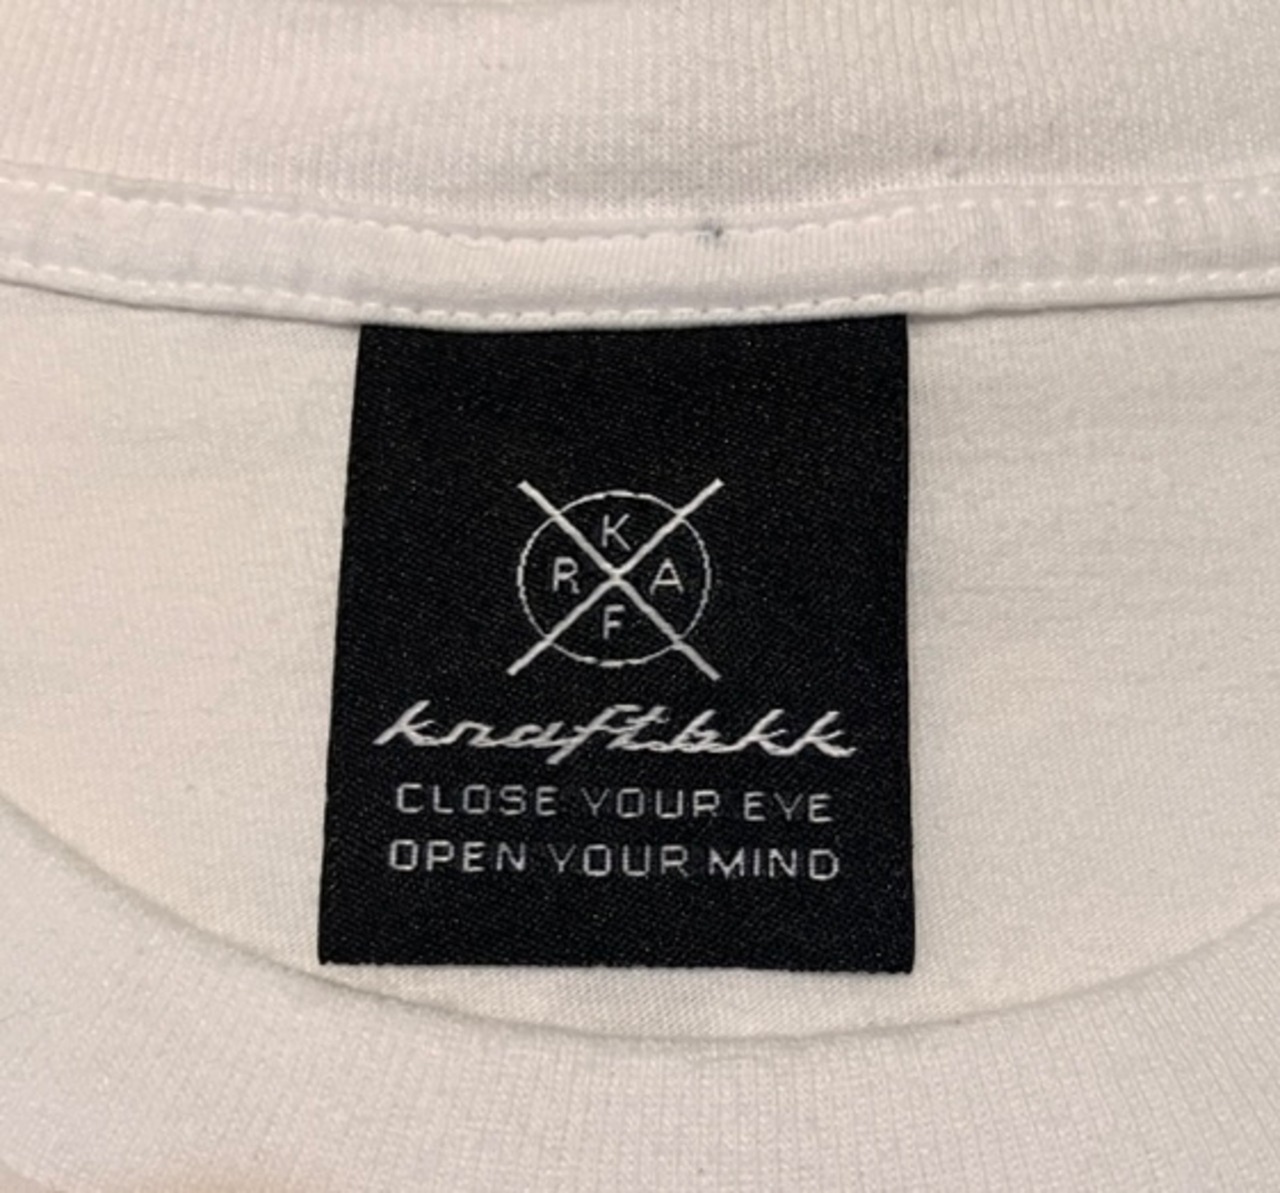 K
R A
F
kraftbkk
CLOSE YOUR EYE
OPEN YOUR MIND